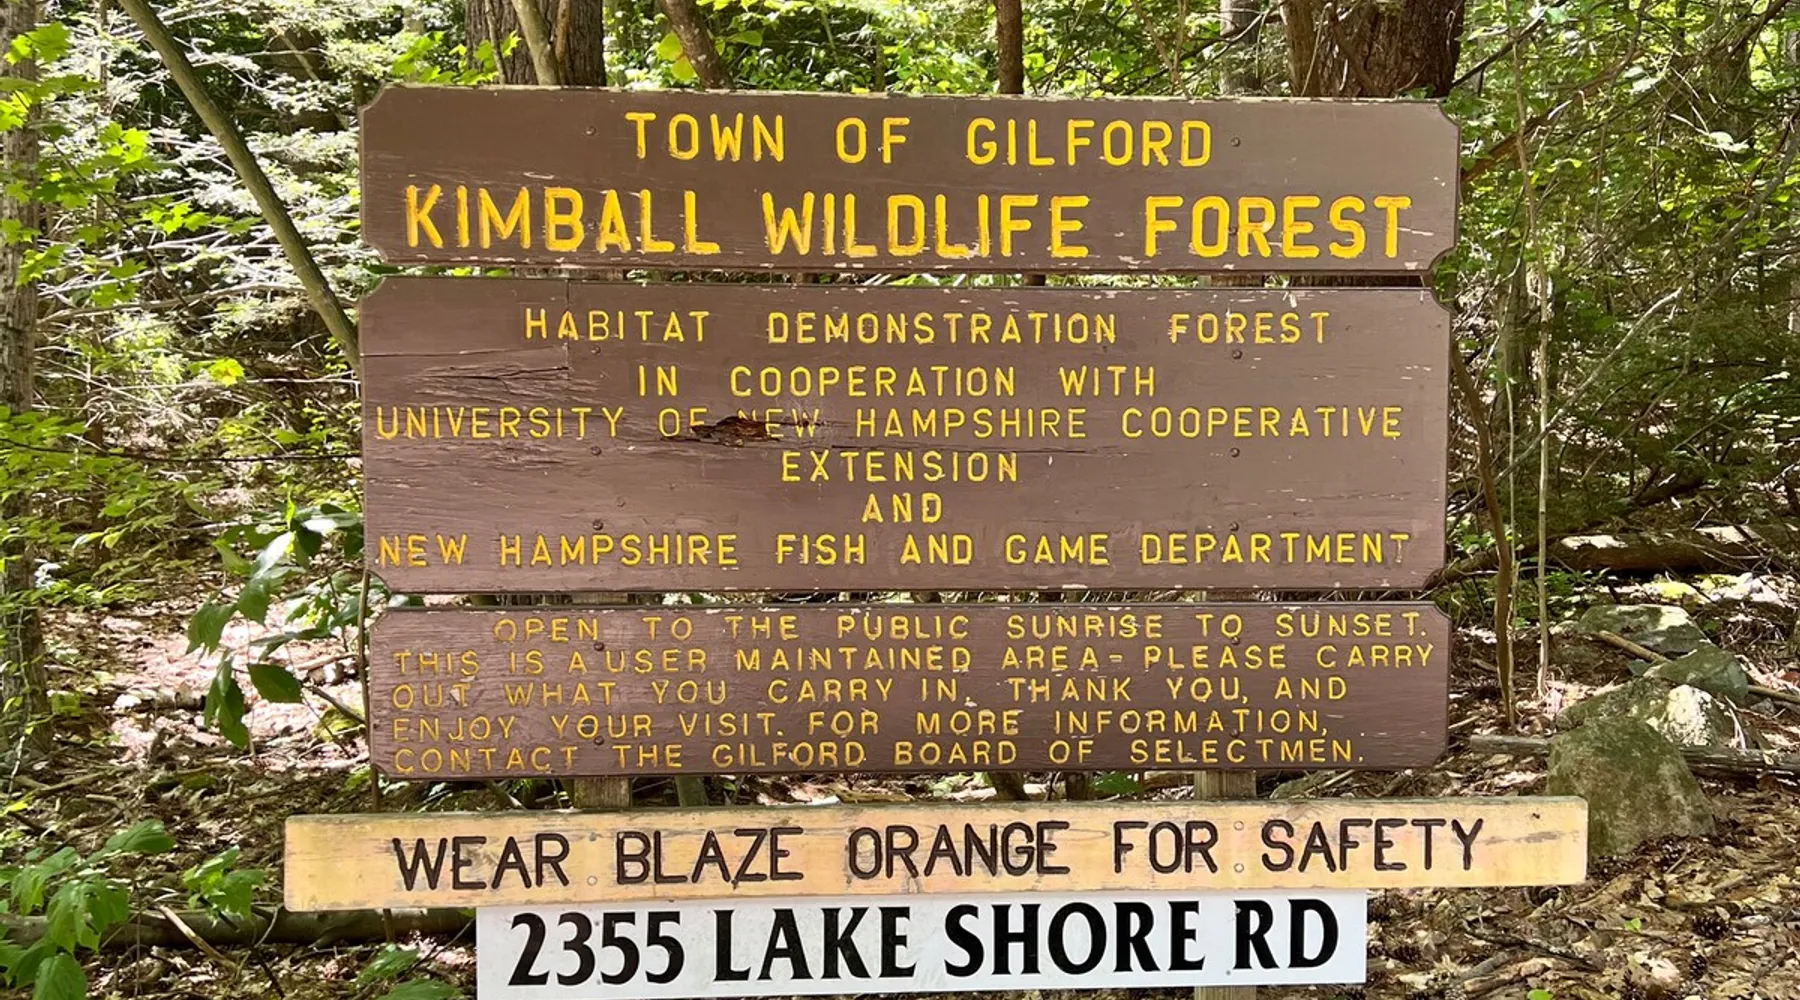 TOWN OF GILFORD
KIMBALL WILDLIFE FOREST
HABITAT DEMONSTRATION FOREST
IN COOPERATION WITH
UNIVERSITY OF NEW HAMPSHIRE COOPERATIVE
EXTENSION
AND
NEW HAMPSHIRE FISH AND GAME DEPARTMENT
OPEN TO THE PUBLIC SUNRISE TO SUNSET.
THIS IS A USER MAINTAINED AREA- PLEASE CARRY
OUT WHAT YOU CARRY IN. THANK YOU, AND
ENJOY YOUR VISIT. FOR MORE INFORMATION,
CONTACT THE GILFORD BOARD OF SELECTMEN.
WEAR BLAZE ORANGE FOR SAFETY
2355 LAKE SHORE RD